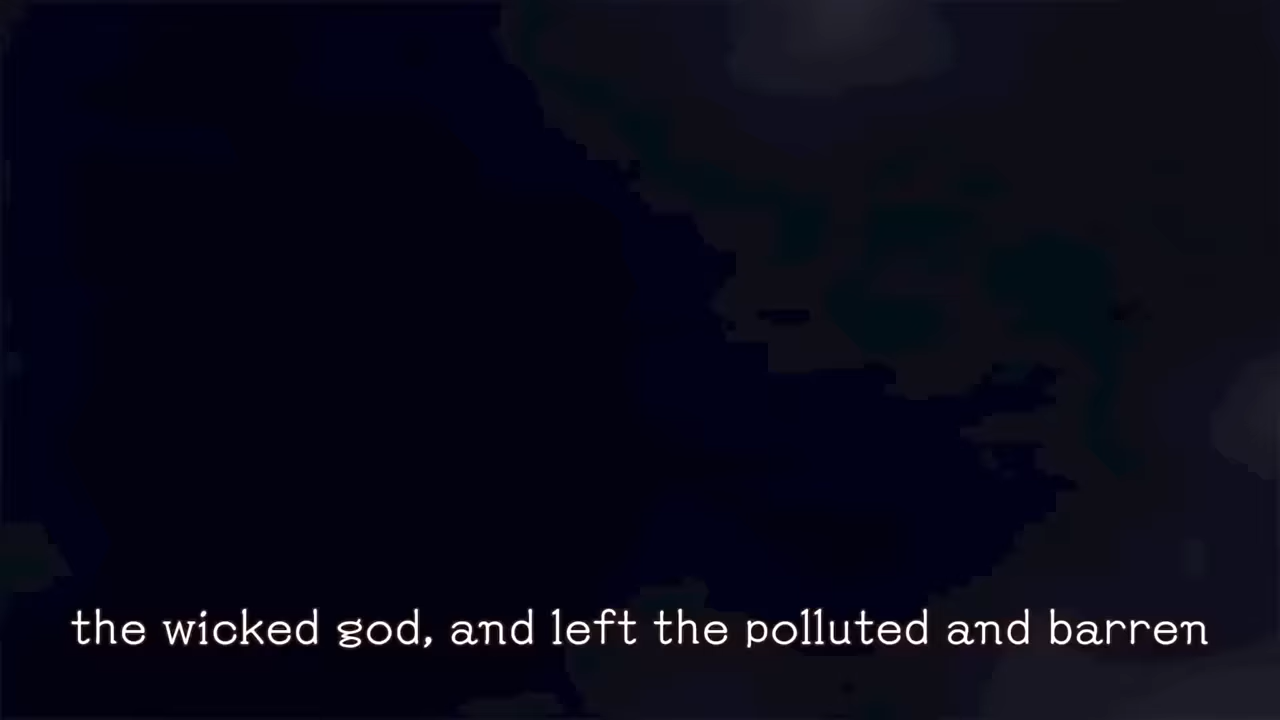 the wicked god, and left the polluted and barren